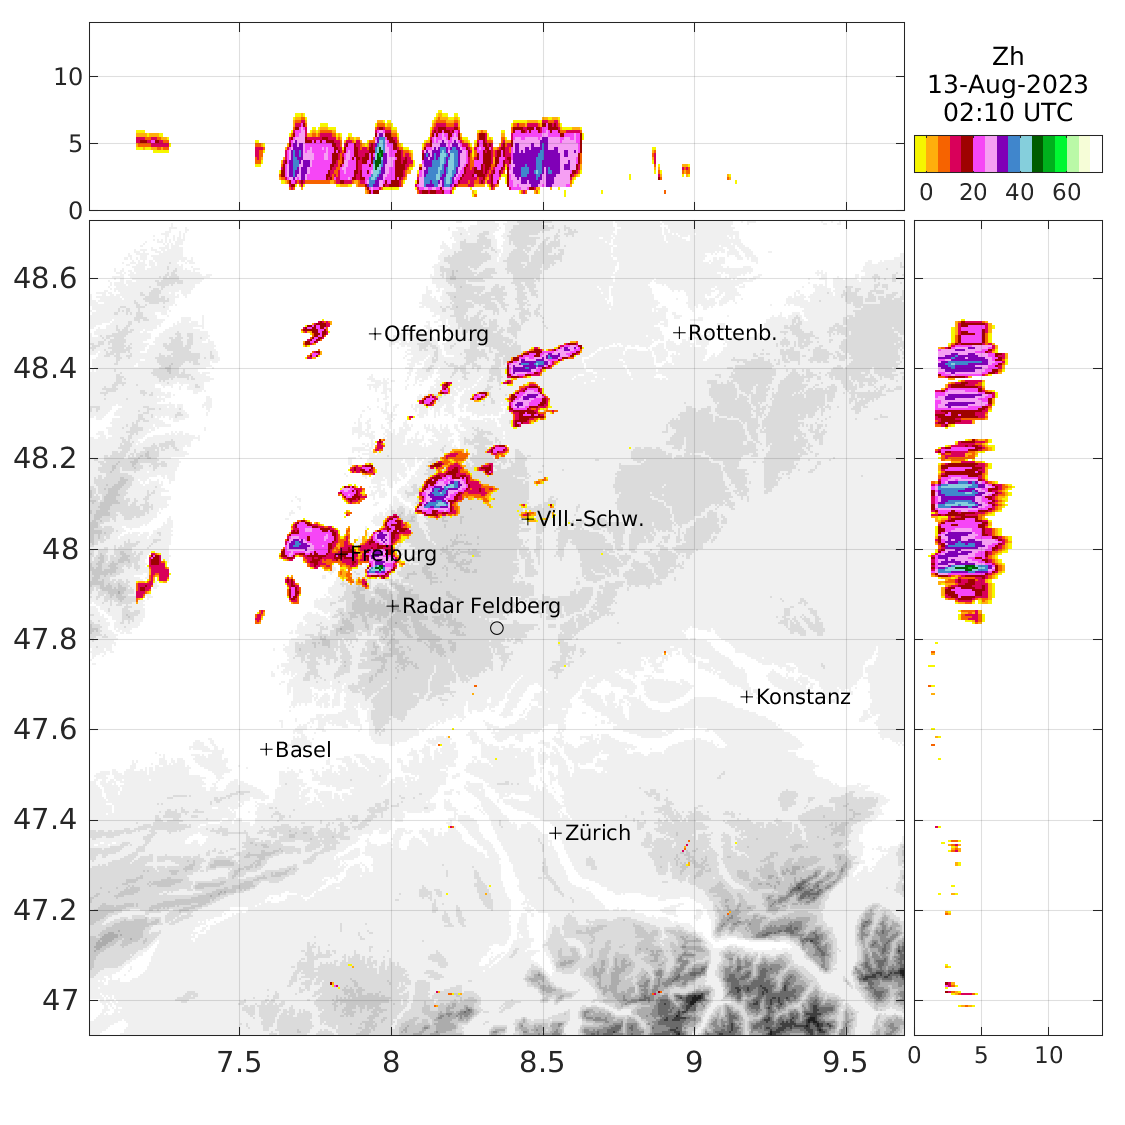 Zh
13-Aug-2023
02:10 UTC
0 20 40 60
10
5
0
48.6
48.4
48.2
48
47.8
47.6
47.4
47.2
47
Offenburg
Rottenb.
Vill.-Schw.
Freiburg
Radar Feldberg
Konstanz
Basel
Zürich
7.5 8 8.5 9 9.5
0 5 10